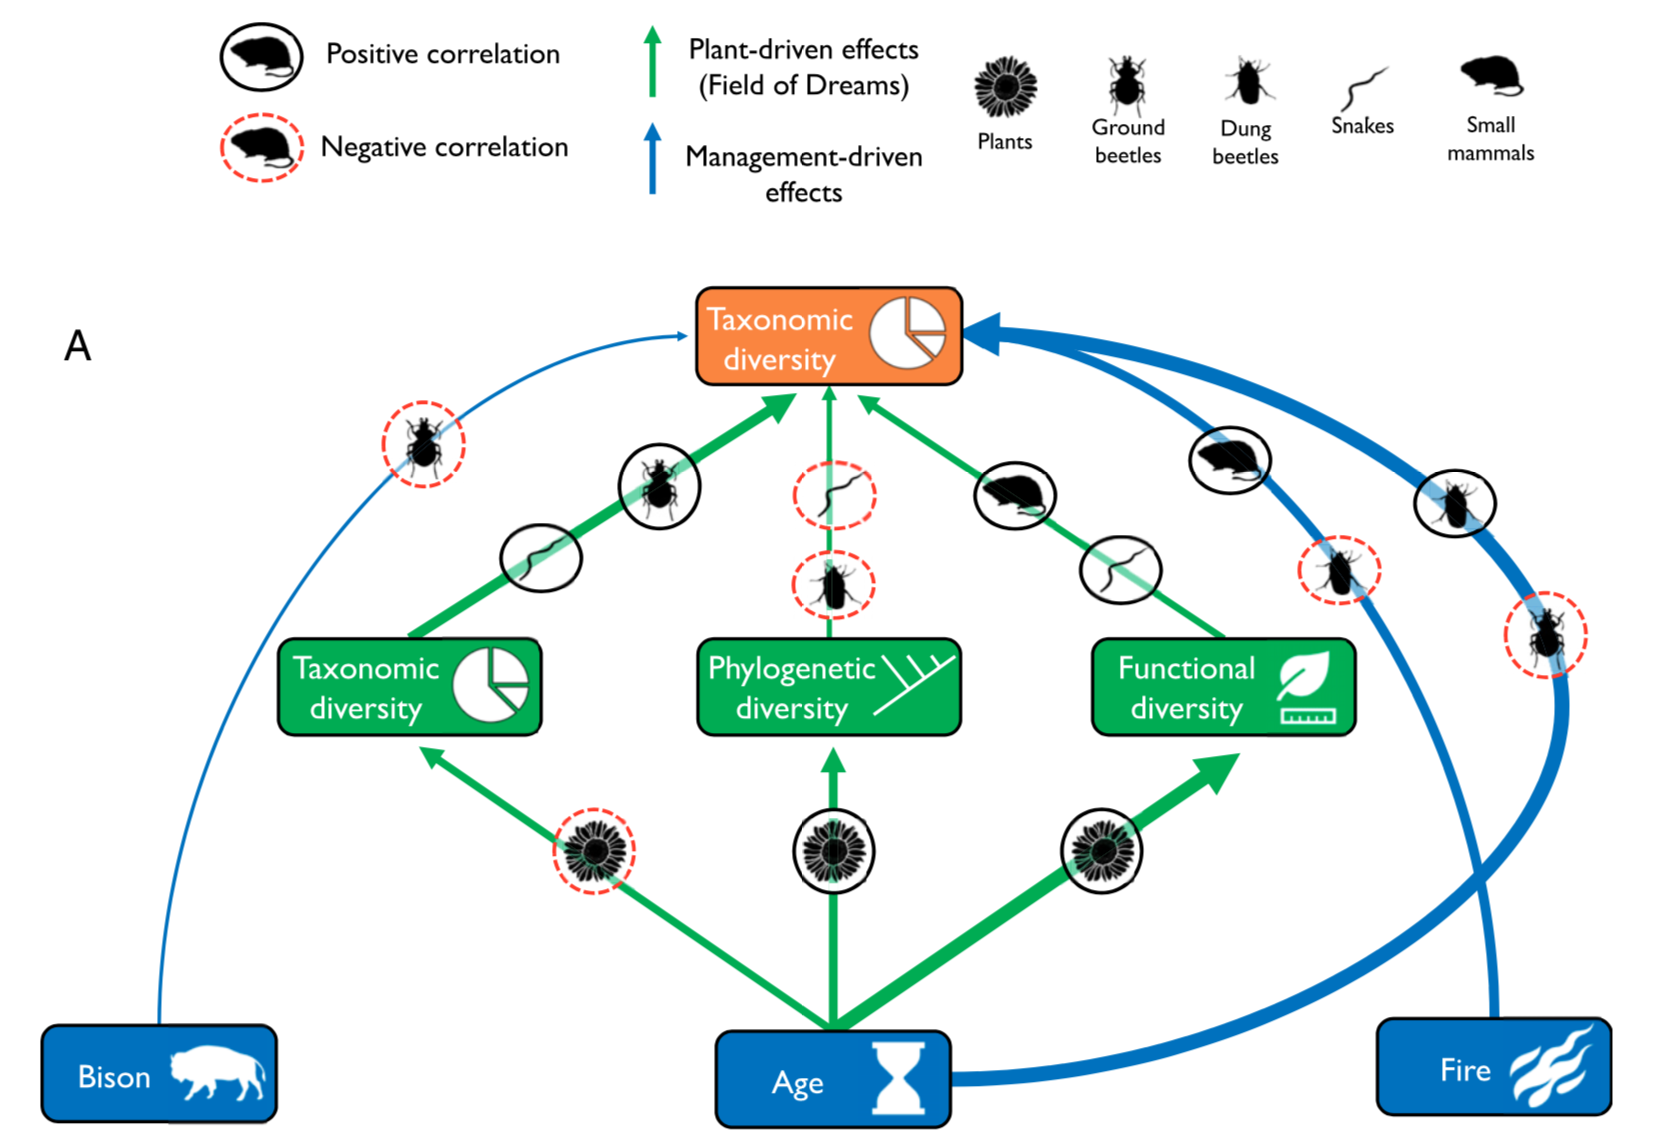 Positive correlation
Negative correlation
Plant-driven effects
(Field of Dreams)
Management-driven
effects
Plants
Ground
beetles
Dung
beetles
Snakes
Small
mammals
A
Taxonomic
diversity
Taxonomic
diversity
Phylogenetic
diversity
Functional
diversity
Bison
Age
Fire